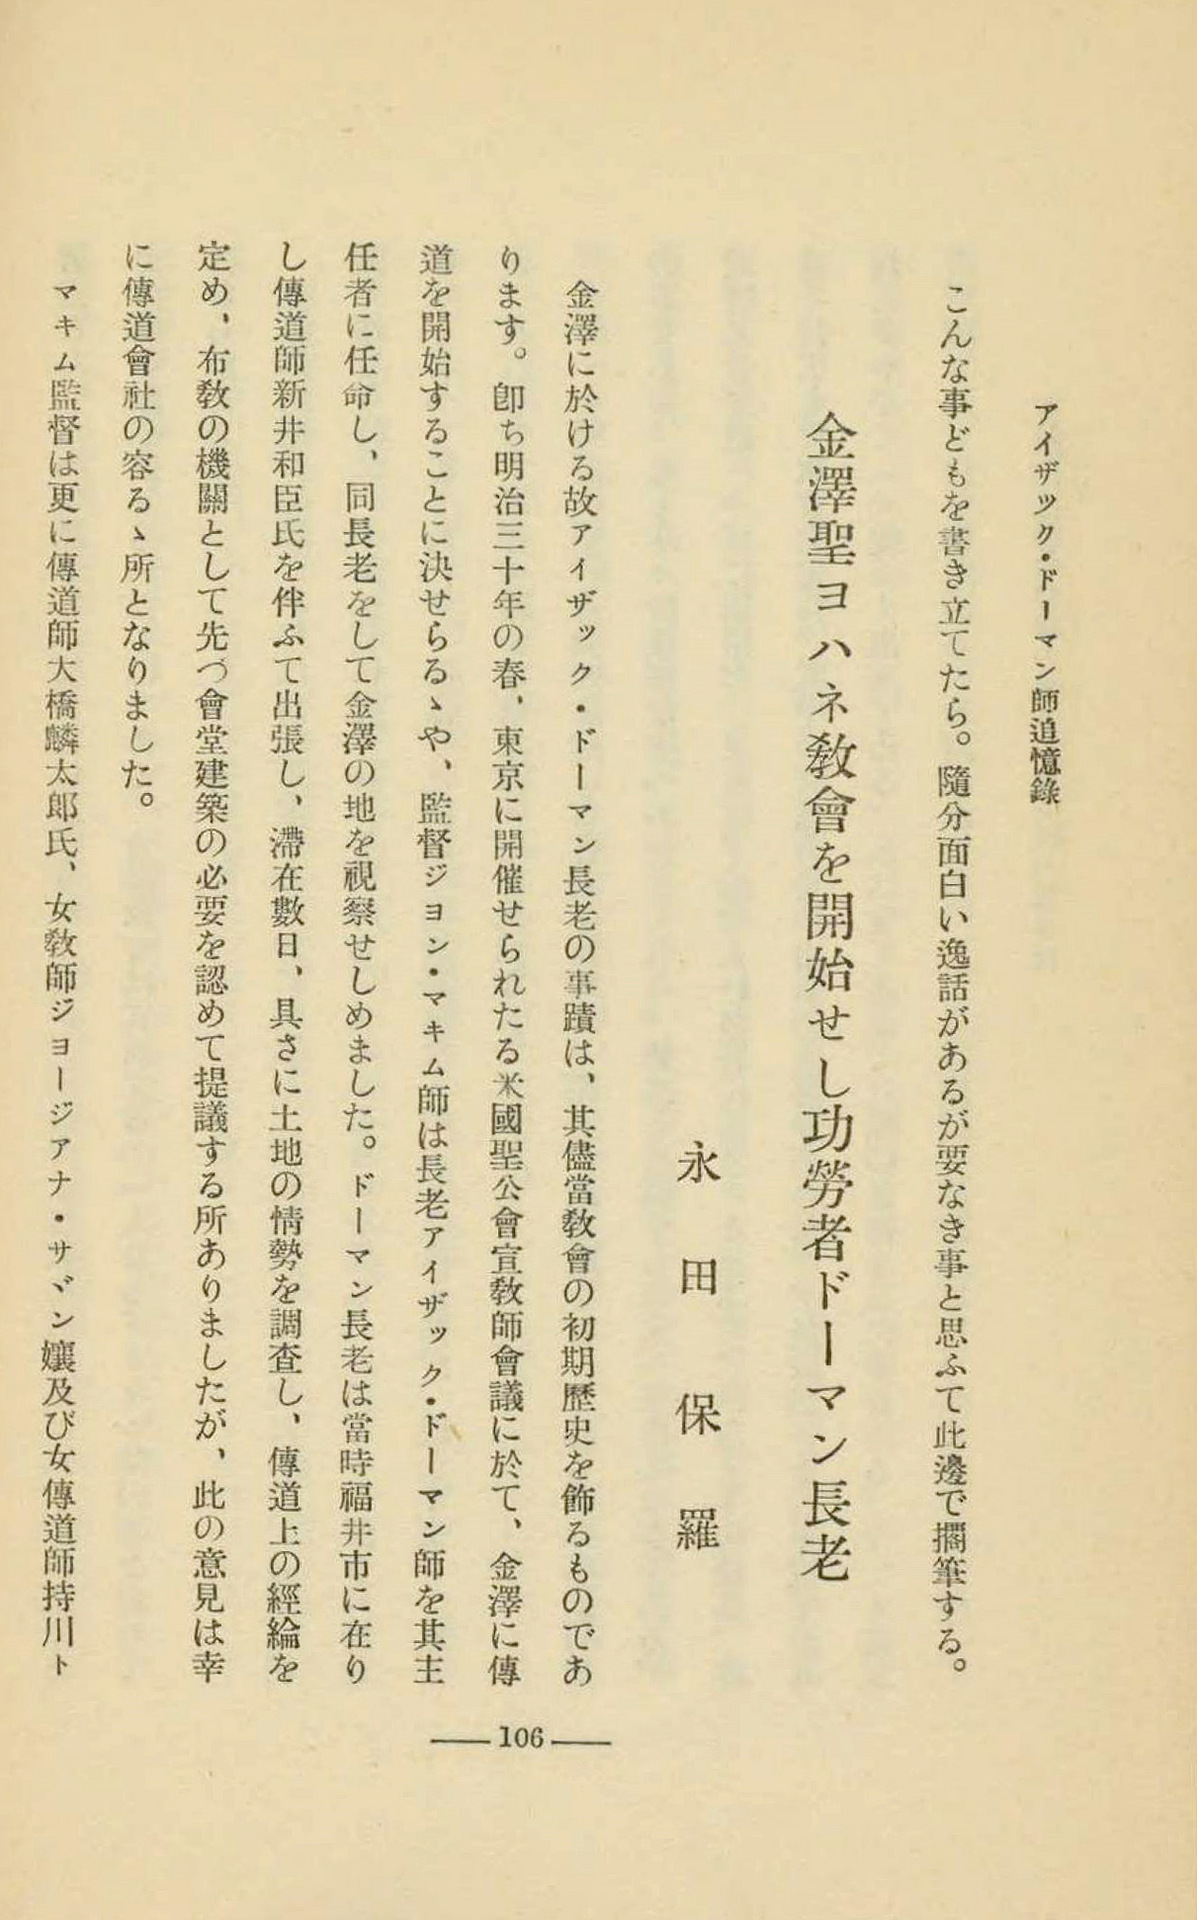 アイザック・ドーマン師追憶錄
こんな事どもを書き立てたら。隨分面白い逸話があるが要なき事と思ふて此邊で擱筆する。
金澤聖ヨハネ敎會を開始せし功勞者ドーマン長老
永田保羅
金澤に於ける故アイザック・ドーマン長老の事蹟は、其儘當敎會の初期歷史を飾るものであ
ります。卽ち明治三十年の春、東京に開催せられたる米國聖公會宣敎師會議に於て、金澤に傳
道を開始することに決せらるゝや、監督ジヨン・マキム師は長老アイザック・ドーマン師を其主
任者に任命し、同長老をして金澤の地を視察せしめました。ドーマン長老は當時福井市に在り
し傳道師新井和臣氏を伴ふて出張し、滯在數日、具さに土地の情勢を調査し、傳道上の經綸を
定め、布敎の機關として先づ會堂建築の必要を認めて提議する所ありましたが、此の意見は幸
に傳道會社の容るゝ所となりました。
マキム監督は更に傳道師大橋麟太郎氏、女敎師ジヨージアナ・サヾン孃及び女傳道師持川ト
106